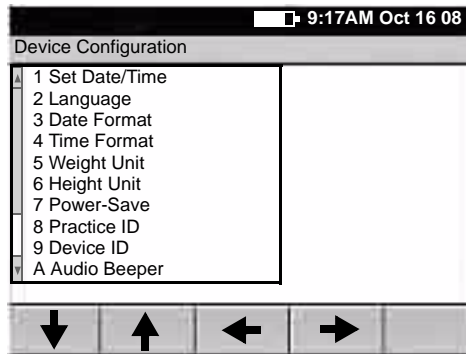 9:17AM Oct 16 08
Device Configuration
1 Set Date/Time
2 Language
3 Date Format
4 Time Format
5 Weight Unit
6 Height Unit
7 Power-Save
8 Practice ID
9 Device ID
A Audio Beeper